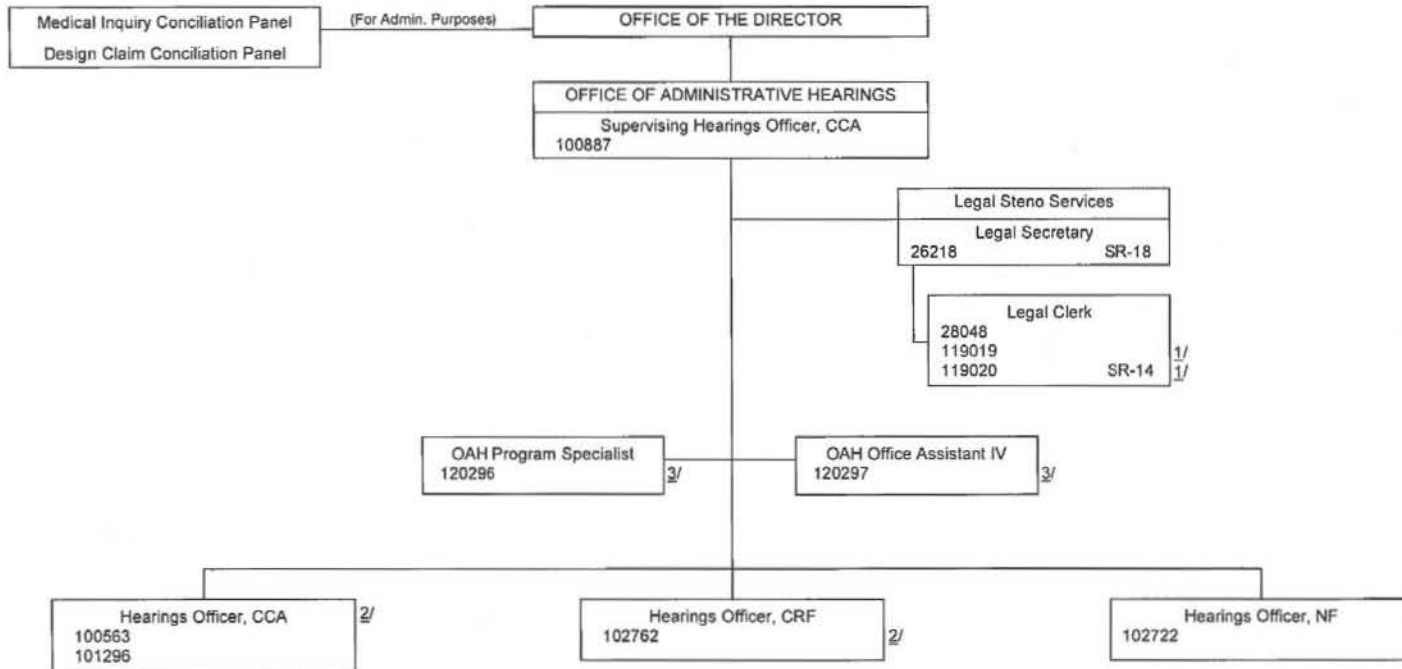 Medical Inquiry Conciliation Panel
Design Claim Conciliation Panel
(For Admin. Purposes)
OFFICE OF THE DIRECTOR
OFFICE OF ADMINISTRATIVE HEARINGS
Supervising Hearings Officer, CCA
100887
Legal Steno Services
Legal Secretary
26218 SR-18
Legal Clerk
28048
119019 1/
119020 SR-14 1/
OAH Program Specialist
120296 3/
OAH Office Assistant IV
120297 3/
Hearings Officer, CCA 2/
100563
101296
Hearings Officer, CRF
102762 2/
Hearings Officer, NF
102722